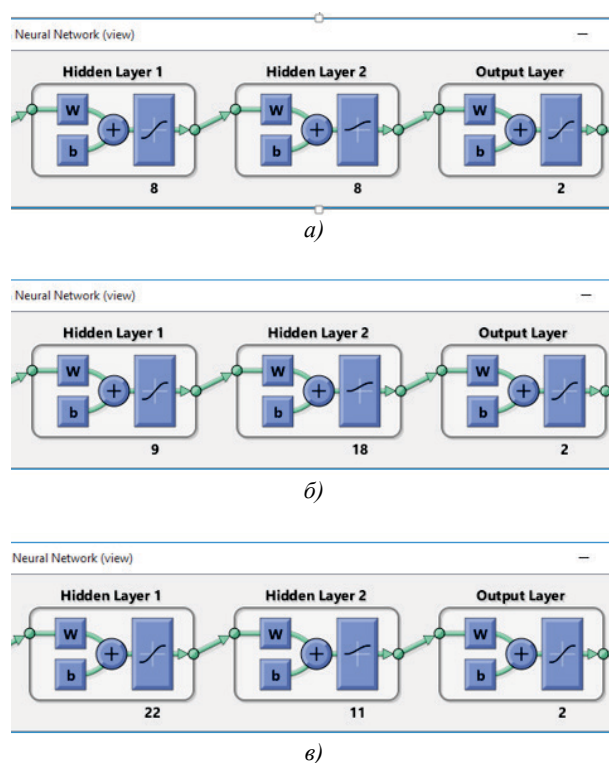 Neural Network (view)
Hidden Layer 1 Hidden Layer 2 Output Layer
W W W
b b b
8 8 2
а)
Neural Network (view)
Hidden Layer 1 Hidden Layer 2 Output Layer
W W W
b b b
9 18 2
б)
Neural Network (view)
Hidden Layer 1 Hidden Layer 2 Output Layer
W W W
b b b
22 11 2
в)